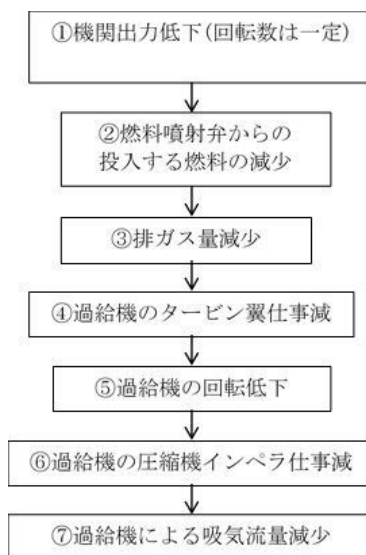 ①機関出力低下(回転数は一定)
②燃料噴射弁からの
投入する燃料の減少
③排ガス量減少
④過給機のタービン翼仕事減
⑤過給機の回転低下
⑥過給機の圧縮機インペラ仕事減
⑦過給機による吸気流量減少